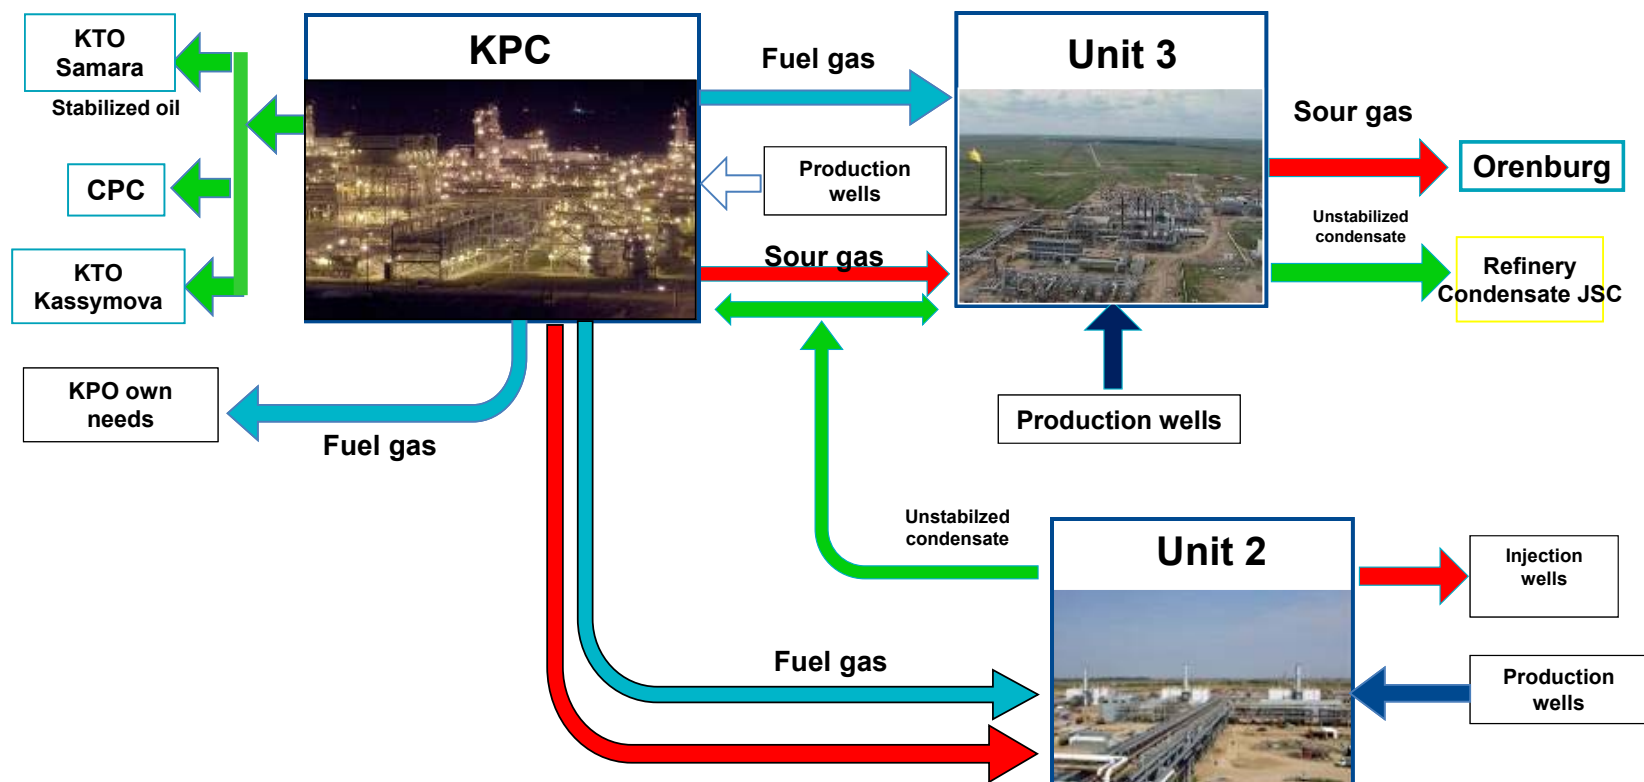 KTO
Samara
Stabilized oil
CPC
KTO
Kassymova
KPO own
needs
Fuel gas
KPC
Fuel gas
Production
wells
Sour gas
Unit 3
Sour gas
Orenburg
Unstabilized
condensate
Refinery
Condensate JSC
Production wells
Unstabilzed
condensate
Unit 2
Injection
wells
Fuel gas
Production
wells